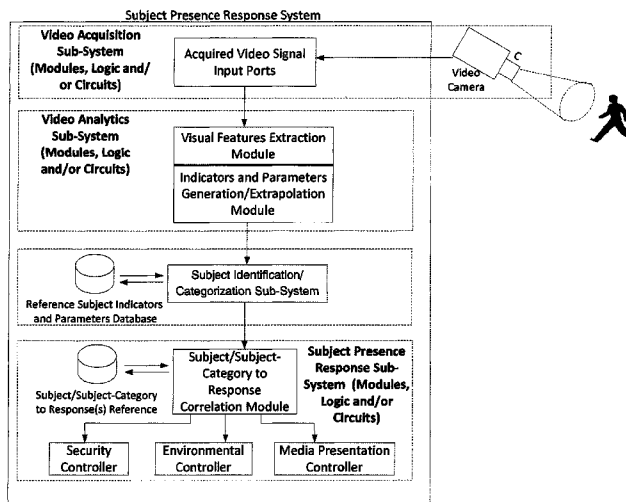 Subject Presence Response System
Video Acquisition
Sub-System
(Modules, Logic and/
or Circuits)
Acquired Video Signal
Input Ports
Video
Camera
C
Video Analytics
Sub-System
(Modules, Logic
and/or Circuits)
Visual Features Extraction
Module
Indicators and Parameters
Generation/Extrapolation
Module
Subject Identification/
Categorization Sub-System
Reference Subject Indicators
and Parameters Database
Subject/Subject-
Category to
Response
Correlation Module
Subject Presence
Response Sub-
System (Modules,
Logic and/or
Circuits)
Subject/Subject-Category
to Response(s) Reference
Security
Controller
Environmental
Controller
Media Presentation
Controller